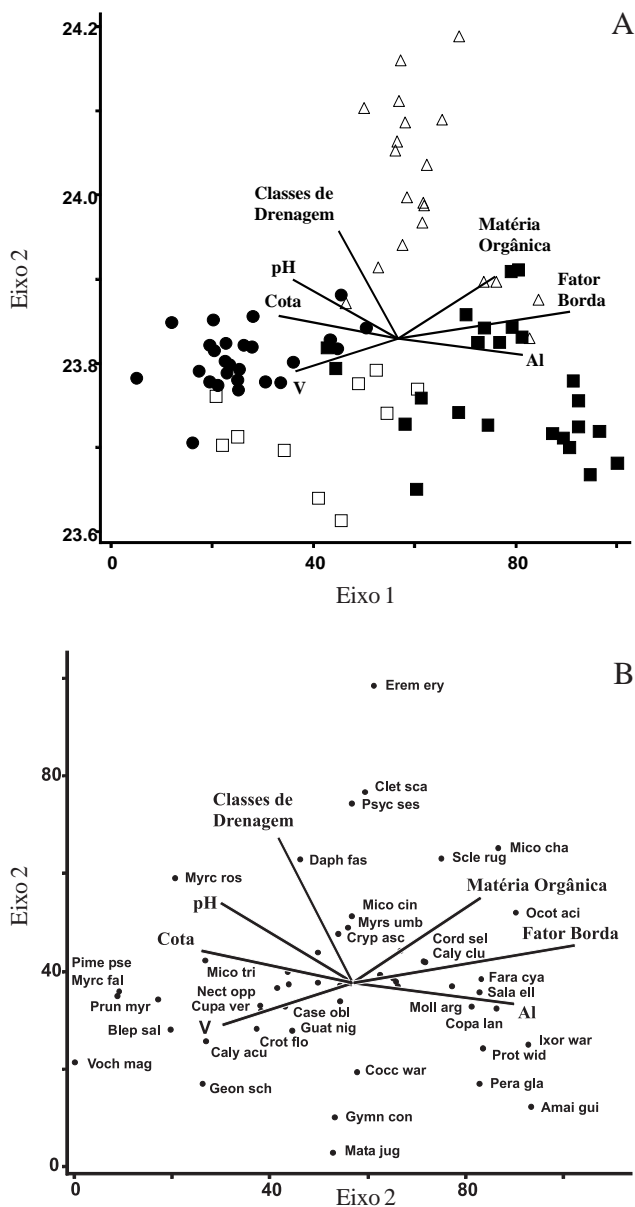 A
24.2
24.0
23.8
23.6
Eixo 2
Classes de
Drenagem
pH
Cota
V
Matéria
Orgânica
Fator
Borda
Al
0
40
80
Eixo 1
B
80
40
0
Eixo 2
Erem ery
Clet sca
Psyc ses
Classes de
Drenagem
Daph fas
Scle rug
Mico cha
Myrc ros
pH
Mico cin
Myrs umb
Cryp asc
Matéria Orgânica
Ocot aci
Cord sel
Caly clu
Fator Borda
Cota
Pime pse
Myrc fal
Mico tri
Fara cya
Nect opp
Sala ell
Prun myr
Cupa ver
Case obl
Moll arg
Al
Blep sal
V
Guat nig
Copa lan
Crot flo
Caly acu
Ixor war
Prot wid
Voch mag
Cocc war
Geon sch
Pera gla
Amai gui
Gymn con
Mata jug
0
40
80
Eixo 2